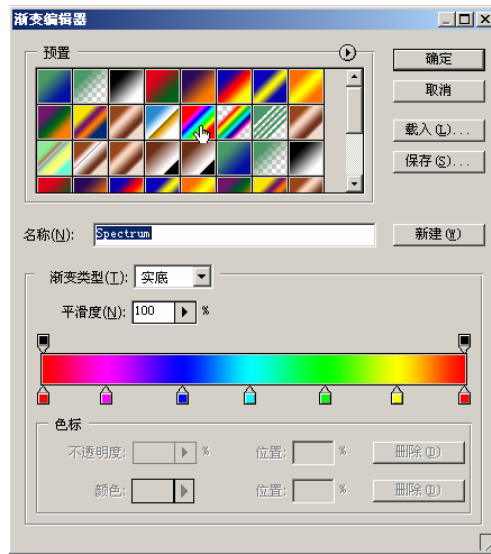 渐变编辑器
预置
确定
取消
载入(L)...
保存(S)...
名称(N): Spectrum
新建(W)
渐变类型(T): 实底
平滑度(N): 100 %
色标
不透明度: % 位置: % 删除(D)
颜色: 位置: % 删除(D)